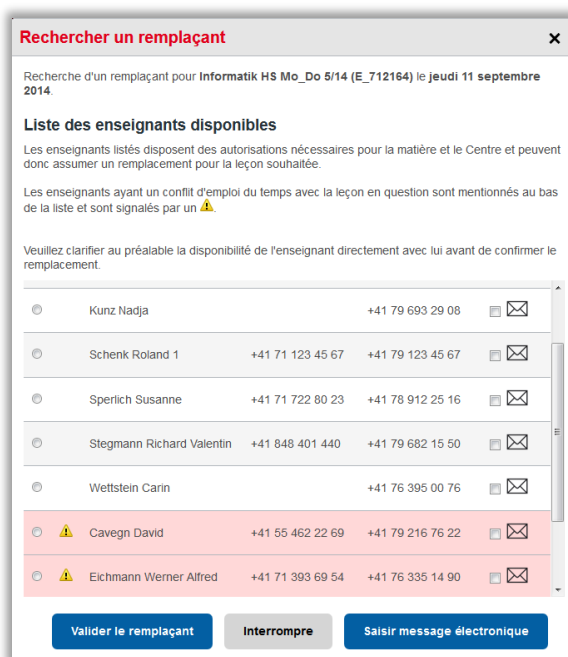 Rechercher un remplaçant
Recherche d'un remplaçant pour Informatik HS Mo_Do 5/14 (E_712164) le jeudi 11 septembre
2014.
Liste des enseignants disponibles
Les enseignants listés disposent des autorisations nécessaires pour la matière et le Centre et peuvent
donc assumer un remplacement pour la leçon souhaitée.
Les enseignants ayant un conflit d'emploi du temps avec la leçon en question sont mentionnés au bas
de la liste et sont signalés par un .
Veuillez clarifier au préalable la disponibilité de l'enseignant directement avec lui avant de confirmer le
remplacement.
Kunz Nadja +41 79 693 29 08
Schenk Roland 1 +41 71 123 45 67 +41 79 123 45 67
Sperlich Susanne +41 71 722 80 23 +41 78 912 25 16
Stegmann Richard Valentin +41 848 401 440 +41 79 682 15 50
Wettstein Carin +41 76 395 00 76
Cavegn David +41 55 462 22 69 +41 79 216 76 22
Eichmann Werner Alfred +41 71 393 69 54 +41 76 335 14 90
Valider le remplaçant Interrompre Saisir message électronique